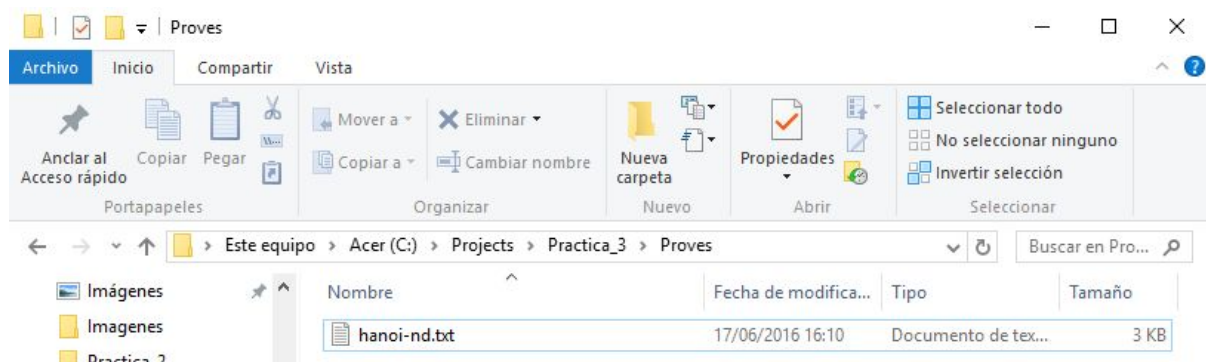 Proves
Archivo Inicio Compartir Vista
Anclar al Acceso rápido
Copiar
Pegar
Portapapeles
Mover a
Copiar a
Eliminar
Cambiar nombre
Organizar
Nueva carpeta
Nuevo
Propiedades
Abrir
Seleccionar todo
No seleccionar ninguno
Invertir selección
Seleccionar
Este equipo > Acer (C:) > Projects > Practica_3 > Proves
Buscar en Pro...
Imágenes
Imagenes
Practica_2
Nombre Fecha de modifica... Tipo Tamaño
hanoi-nd.txt 17/06/2016 16:10 Documento de tex... 3 KB